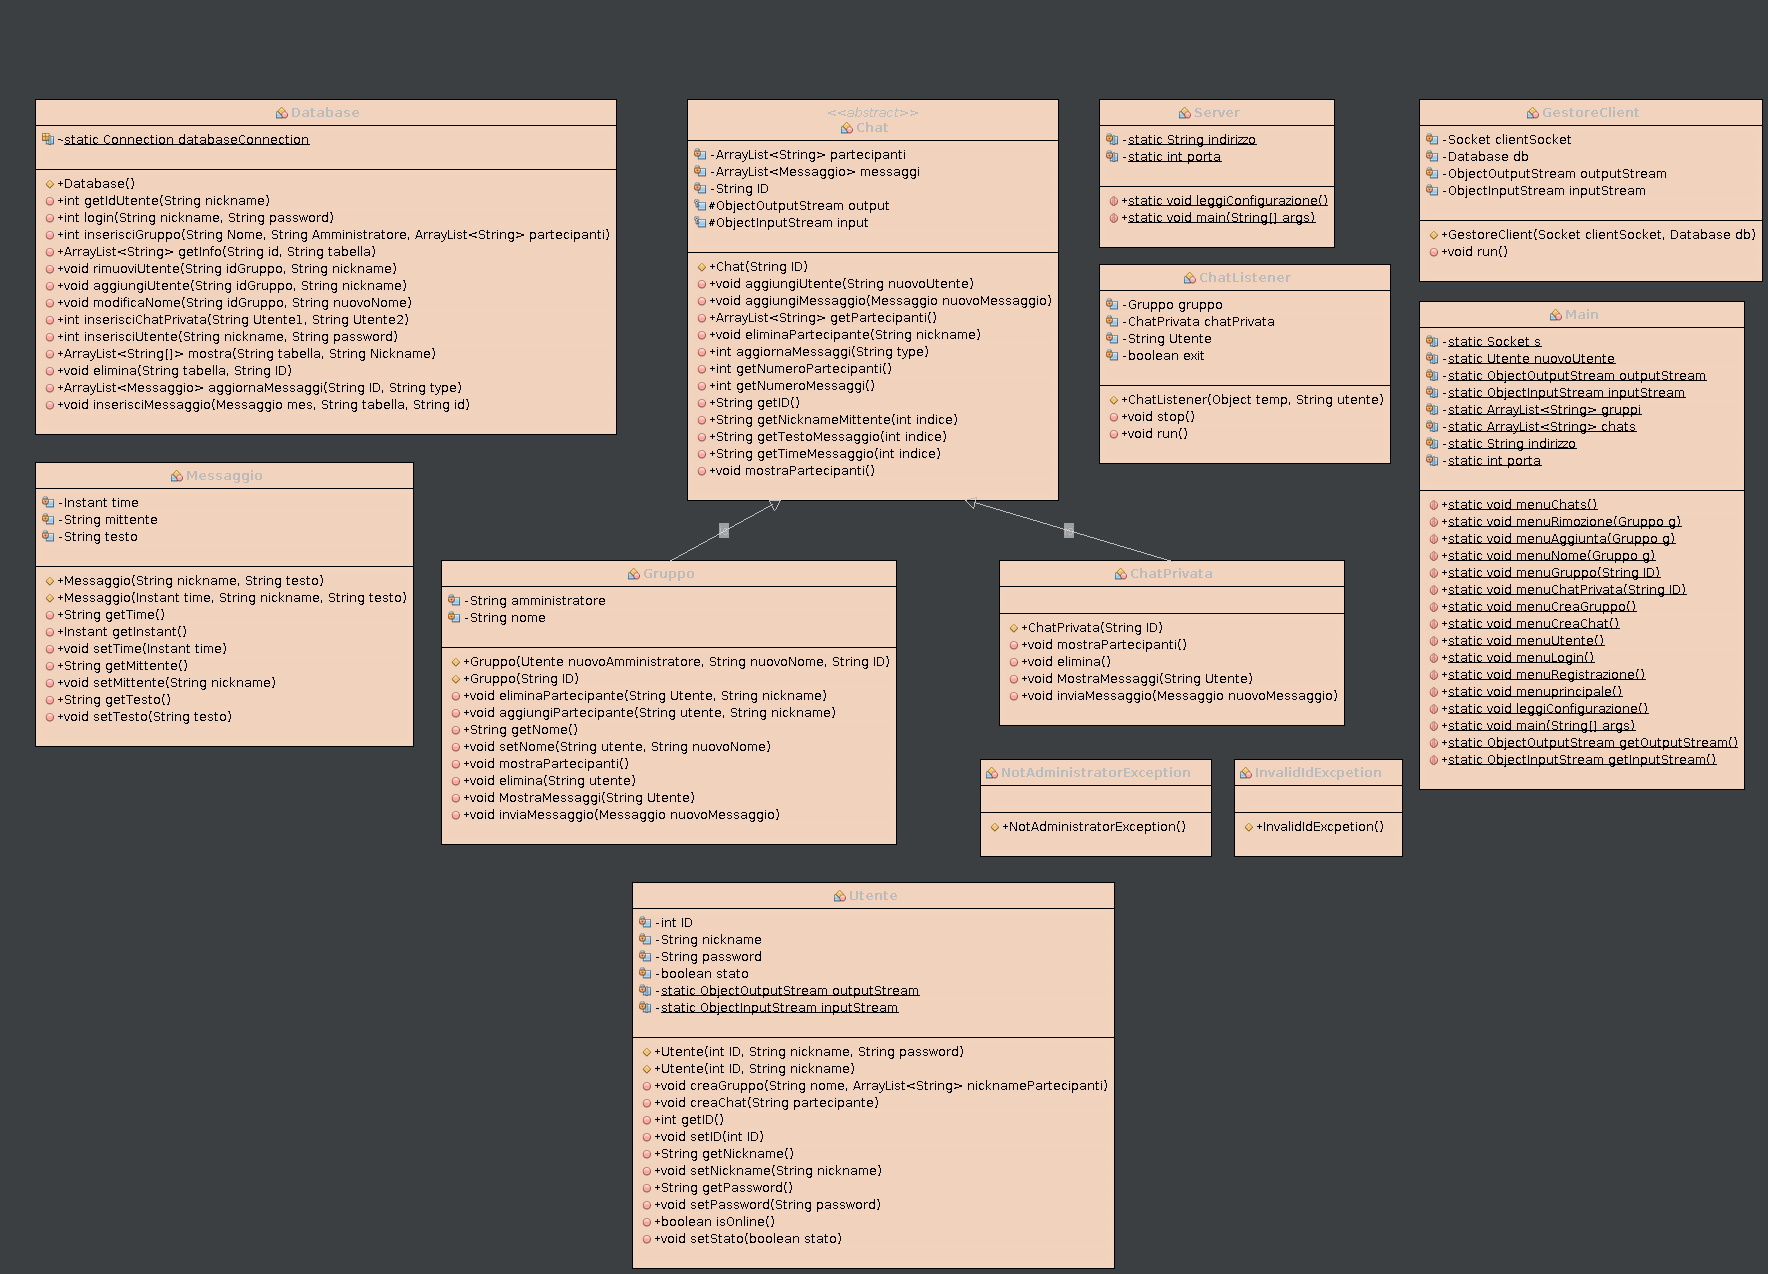 Database
-static Connection databaseConnection
+Database()
+int getIdUtente(String nickname)
+int login(String nickname, String password)
+int inserisciGruppo(String Nome, String Amministratore, ArrayList<String> partecipanti)
+ArrayList<String> getInfo(String id, String tabella)
+void rimuoviUtente(String idGruppo, String nickname)
+void aggiungiUtente(String idGruppo, String nickname)
+void modificaNome(String idGruppo, String nuovoNome)
+int inserisciChatPrivata(String Utente1, String Utente2)
+int inserisciUtente(String nickname, String password)
+ArrayList<String[]> mostra(String tabella, String Nickname)
+void elimina(String tabella, String ID)
+ArrayList<Messaggio> aggiornaMessaggi(String ID, String type)
+void inserisciMessaggio(Messaggio mes, String tabella, String id)
<<abstract>>
Chat
-ArrayList<String> partecipanti
-ArrayList<Messaggio> messaggi
-String ID
#ObjectOutputStream output
#ObjectInputStream input
+Chat(String ID)
+void aggiungiUtente(String nuovoUtente)
+void aggiungiMessaggio(Messaggio nuovoMessaggio)
+ArrayList<String> getPartecipanti()
+void eliminaPartecipante(String nickname)
+int aggiornaMessaggi(String type)
+int getNumeroPartecipanti()
+int getNumeroMessaggi()
+String getID()
+String getNicknameMittente(int indice)
+String getTestoMessaggio(int indice)
+String getTimeMessaggio(int indice)
+void mostraPartecipanti()
Server
-static String indirizzo
-static int porta
+static void leggiConfigurazione()
+static void main(String[] args)
GestoreClient
-Socket clientSocket
-Database db
-ObjectOutputStream outputStream
-ObjectInputStream inputStream
+GestoreClient(Socket clientSocket, Database db)
+void run()
ChatListener
-Gruppo gruppo
-ChatPrivata chatPrivata
-String Utente
-boolean exit
+ChatListener(Object temp, String utente)
+void stop()
+void run()
Main
-static Socket s
-static Utente nuovoUtente
-static ObjectOutputStream outputStream
-static ObjectInputStream inputStream
-static ArrayList<String> gruppi
-static ArrayList<String> chats
-static String indirizzo
-static int porta
+static void menuChats()
+static void menuRimozione(Gruppo g)
+static void menuAggiunta(Gruppo g)
+static void menuNome(Gruppo g)
+static void menuGruppo(String ID)
+static void menuChatPrivata(String ID)
+static void menuCreaGruppo()
+static void menuCreaChat()
+static void menuUtente()
+static void menuLogin()
+static void menuRegistrazione()
+static void menuprincipale()
+static void leggiConfigurazione()
+static void main(String[] args)
+static ObjectOutputStream getOutputStream()
+static ObjectInputStream getInputStream()
Messaggio
-Instant time
-String mittente
-String testo
+Messaggio(String nickname, String testo)
+Messaggio(Instant time, String nickname, String testo)
+String getTime()
+Instant getInstant()
+void setTime(Instant time)
+String getMittente()
+void setMittente(String nickname)
+String getTesto()
+void setTesto(String testo)
Gruppo
-String amministratore
-String nome
+Gruppo(Utente nuovoAmministratore, String nuovoNome, String ID)
+Gruppo(String ID)
+void eliminaPartecipante(String Utente, String nickname)
+void aggiungiPartecipante(String utente, String nickname)
+String getNome()
+void setNome(String utente, String nuovoNome)
+void mostraPartecipanti()
+void elimina(String utente)
+void MostraMessaggi(String Utente)
+void inviaMessaggio(Messaggio nuovoMessaggio)
ChatPrivata
+ChatPrivata(String ID)
+void mostraPartecipanti()
+void elimina()
+void MostraMessaggi(String Utente)
+void inviaMessaggio(Messaggio nuovoMessaggio)
NotAdministratorException
+NotAdministratorException()
InvalidIdExcpetion
+InvalidIdExcpetion()
Utente
-int ID
-String nickname
-String password
-boolean stato
-static ObjectOutputStream outputStream
-static ObjectInputStream inputStream
+Utente(int ID, String nickname, String password)
+Utente(int ID, String nickname)
+void creaGruppo(String nome, ArrayList<String> nicknamePartecipanti)
+void creaChat(String partecipante)
+int getID()
+void setID(int ID)
+String getNickname()
+void setNickname(String nickname)
+String getPassword()
+void setPassword(String password)
+boolean isOnline()
+void setStato(boolean stato)